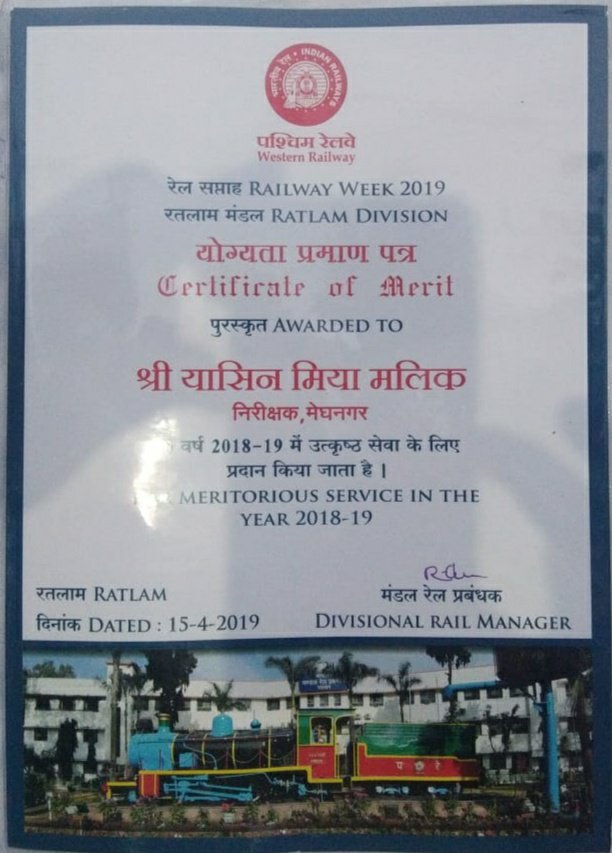 भारतीय रेल • INDIAN RAILWAYS
पश्चिम रेलवे
Western Railway
रेल सप्ताह RAILWAY WEEK 2019
रतलाम मंडल RATLAM DIVISION
योग्यता प्रमाण पत्र
Certificate of Merit
पुरस्कृत AWARDED TO
श्री यासिन मिया मलिक
निरीक्षक,मेघनगर
वर्ष 2018-19 में उत्कृष्ठ सेवा के लिए
प्रदान किया जाता है |
MERITORIOUS SERVICE IN THE
YEAR 2018-19
रतलाम RATLAM
मंडल रेल प्रबंधक
दिनांक DATED : 15-4-2019
DIVISIONAL RAIL MANAGER
प रे